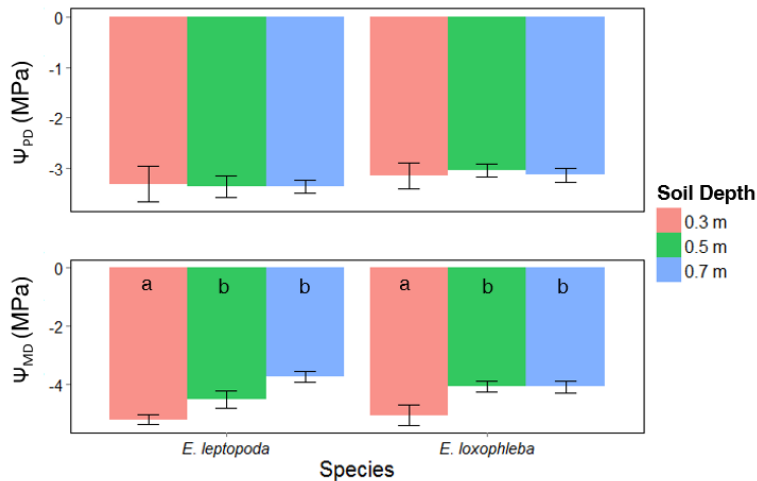 0
-1
-2
-3
ΨPD (MPa)
0
-2
-4
ΨMD (MPa)
a b b a b b
E. leptopoda E. loxophleba
Species
Soil Depth
0.3 m
0.5 m
0.7 m